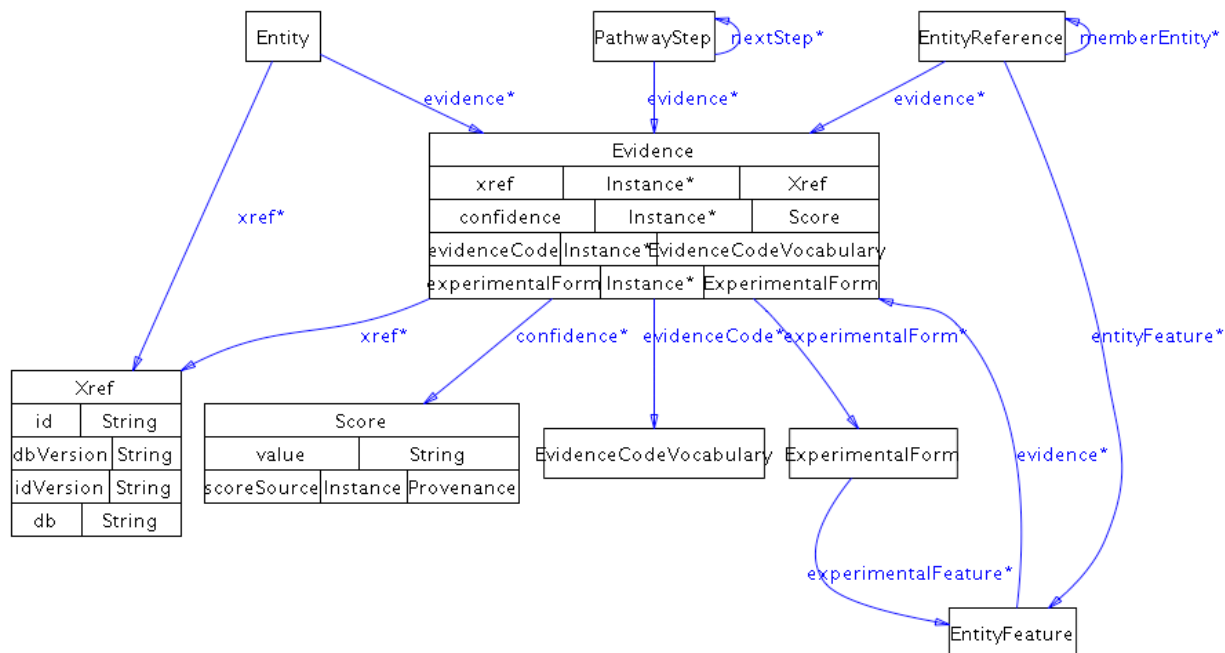 Entity
PathwayStep
nextStep*
EntityReference
memberEntity*
evidence*
evidence*
evidence*
Evidence
xref Instance* Xref
confidence Instance* Score
evidenceCode Instance* EvidenceCodeVocabulary
experimentalForm Instance* ExperimentalForm
xref*
xref*
confidence*
evidenceCode*
experimentalForm*
entityFeature*
Xref
id String
dbVersion String
idVersion String
db String
Score
value String
scoreSource Instance Provenance
EvidenceCodeVocabulary
ExperimentalForm
evidence*
experimentalFeature*
EntityFeature